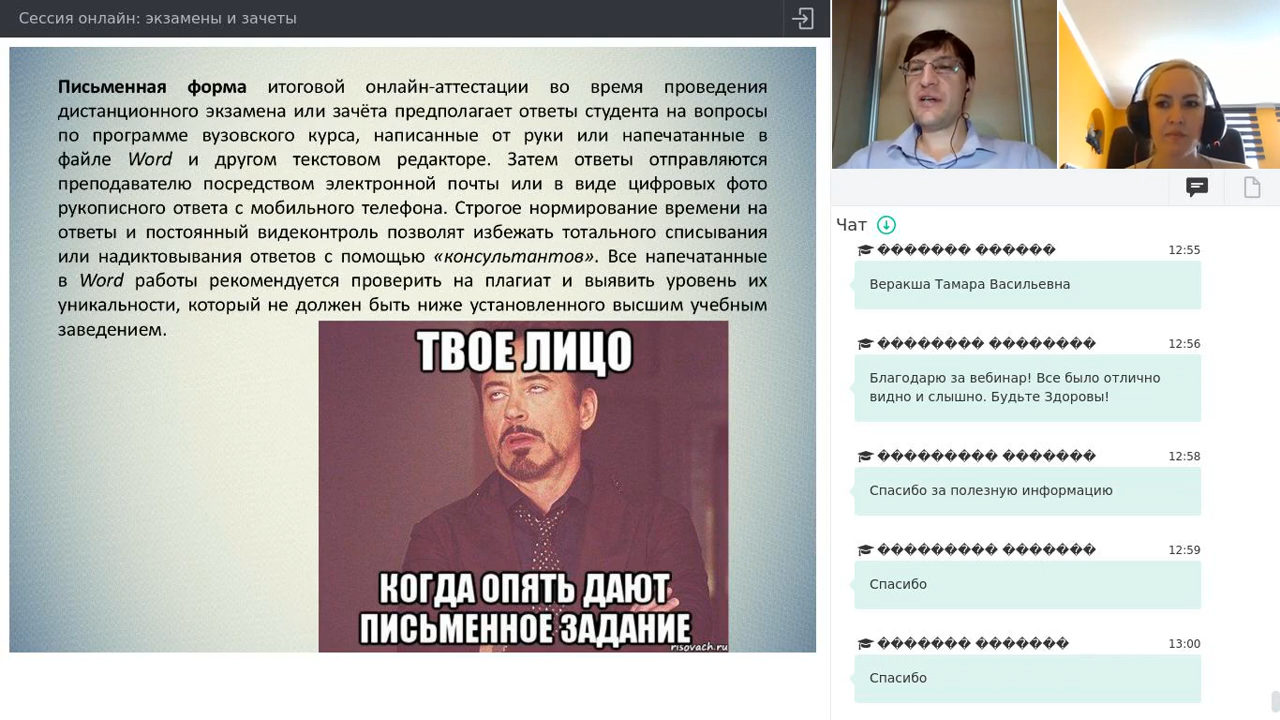 Сессия онлайн: экзамены и зачеты
Письменная форма итоговой онлайн-аттестации во время проведения
дистанционного экзамена или зачёта предполагает ответы студента на вопросы
по программе вузовского курса, написанные от руки или напечатанные в
файле Word и другом текстовом редакторе. Затем ответы отправляются
преподавателю посредством электронной почты или в виде цифровых фото
рукописного ответа с мобильного телефона. Строгое нормирование времени на
ответы и постоянный видеконтроль позволят избежать тотального списывания
или надиктовывания ответов с помощью «консультантов». Все напечатанные
в Word работы рекомендуется проверить на плагиат и выявить уровень их
уникальности, который не должен быть ниже установленного высшим учебным
заведением.
ТВОЕ ЛИЦО
КОГДА ОПЯТЬ ДАЮТ
ПИСЬМЕННОЕ ЗАДАНИЕ
risovach.ru
Чат
������� ������ 12:55
Веракша Тамара Васильевна
�������� �������� 12:56
Благодарю за вебинар! Все было отлично
видно и слышно. Будьте Здоровы!
��������� ������� 12:58
Спасибо за полезную информацию
��������� ������� 12:59
Спасибо
������� ������� 13:00
Спасибо